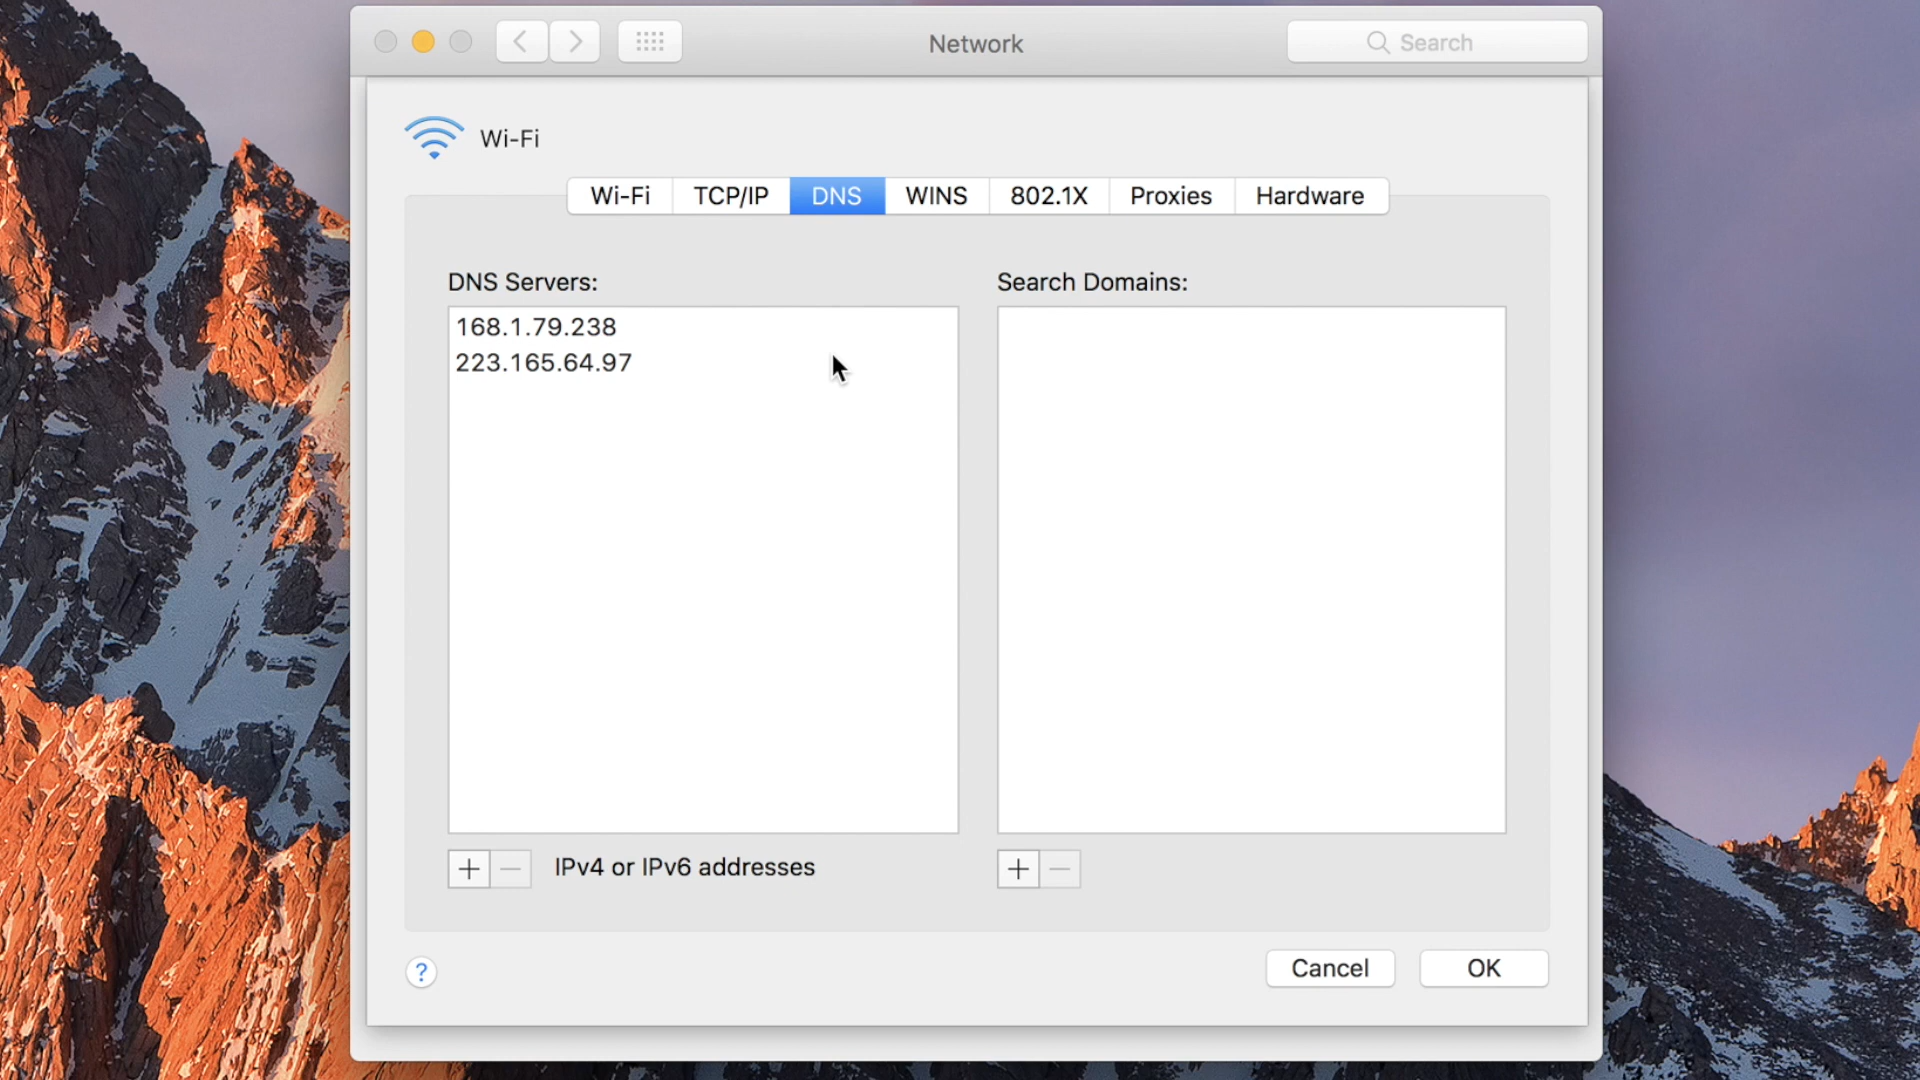 Network
Search
Wi-Fi
Wi-Fi TCP/IP DNS WINS 802.1X Proxies Hardware
DNS Servers:
168.1.79.238
223.165.64.97
Search Domains:
+ − IPv4 or IPv6 addresses
+ −
? Cancel OK